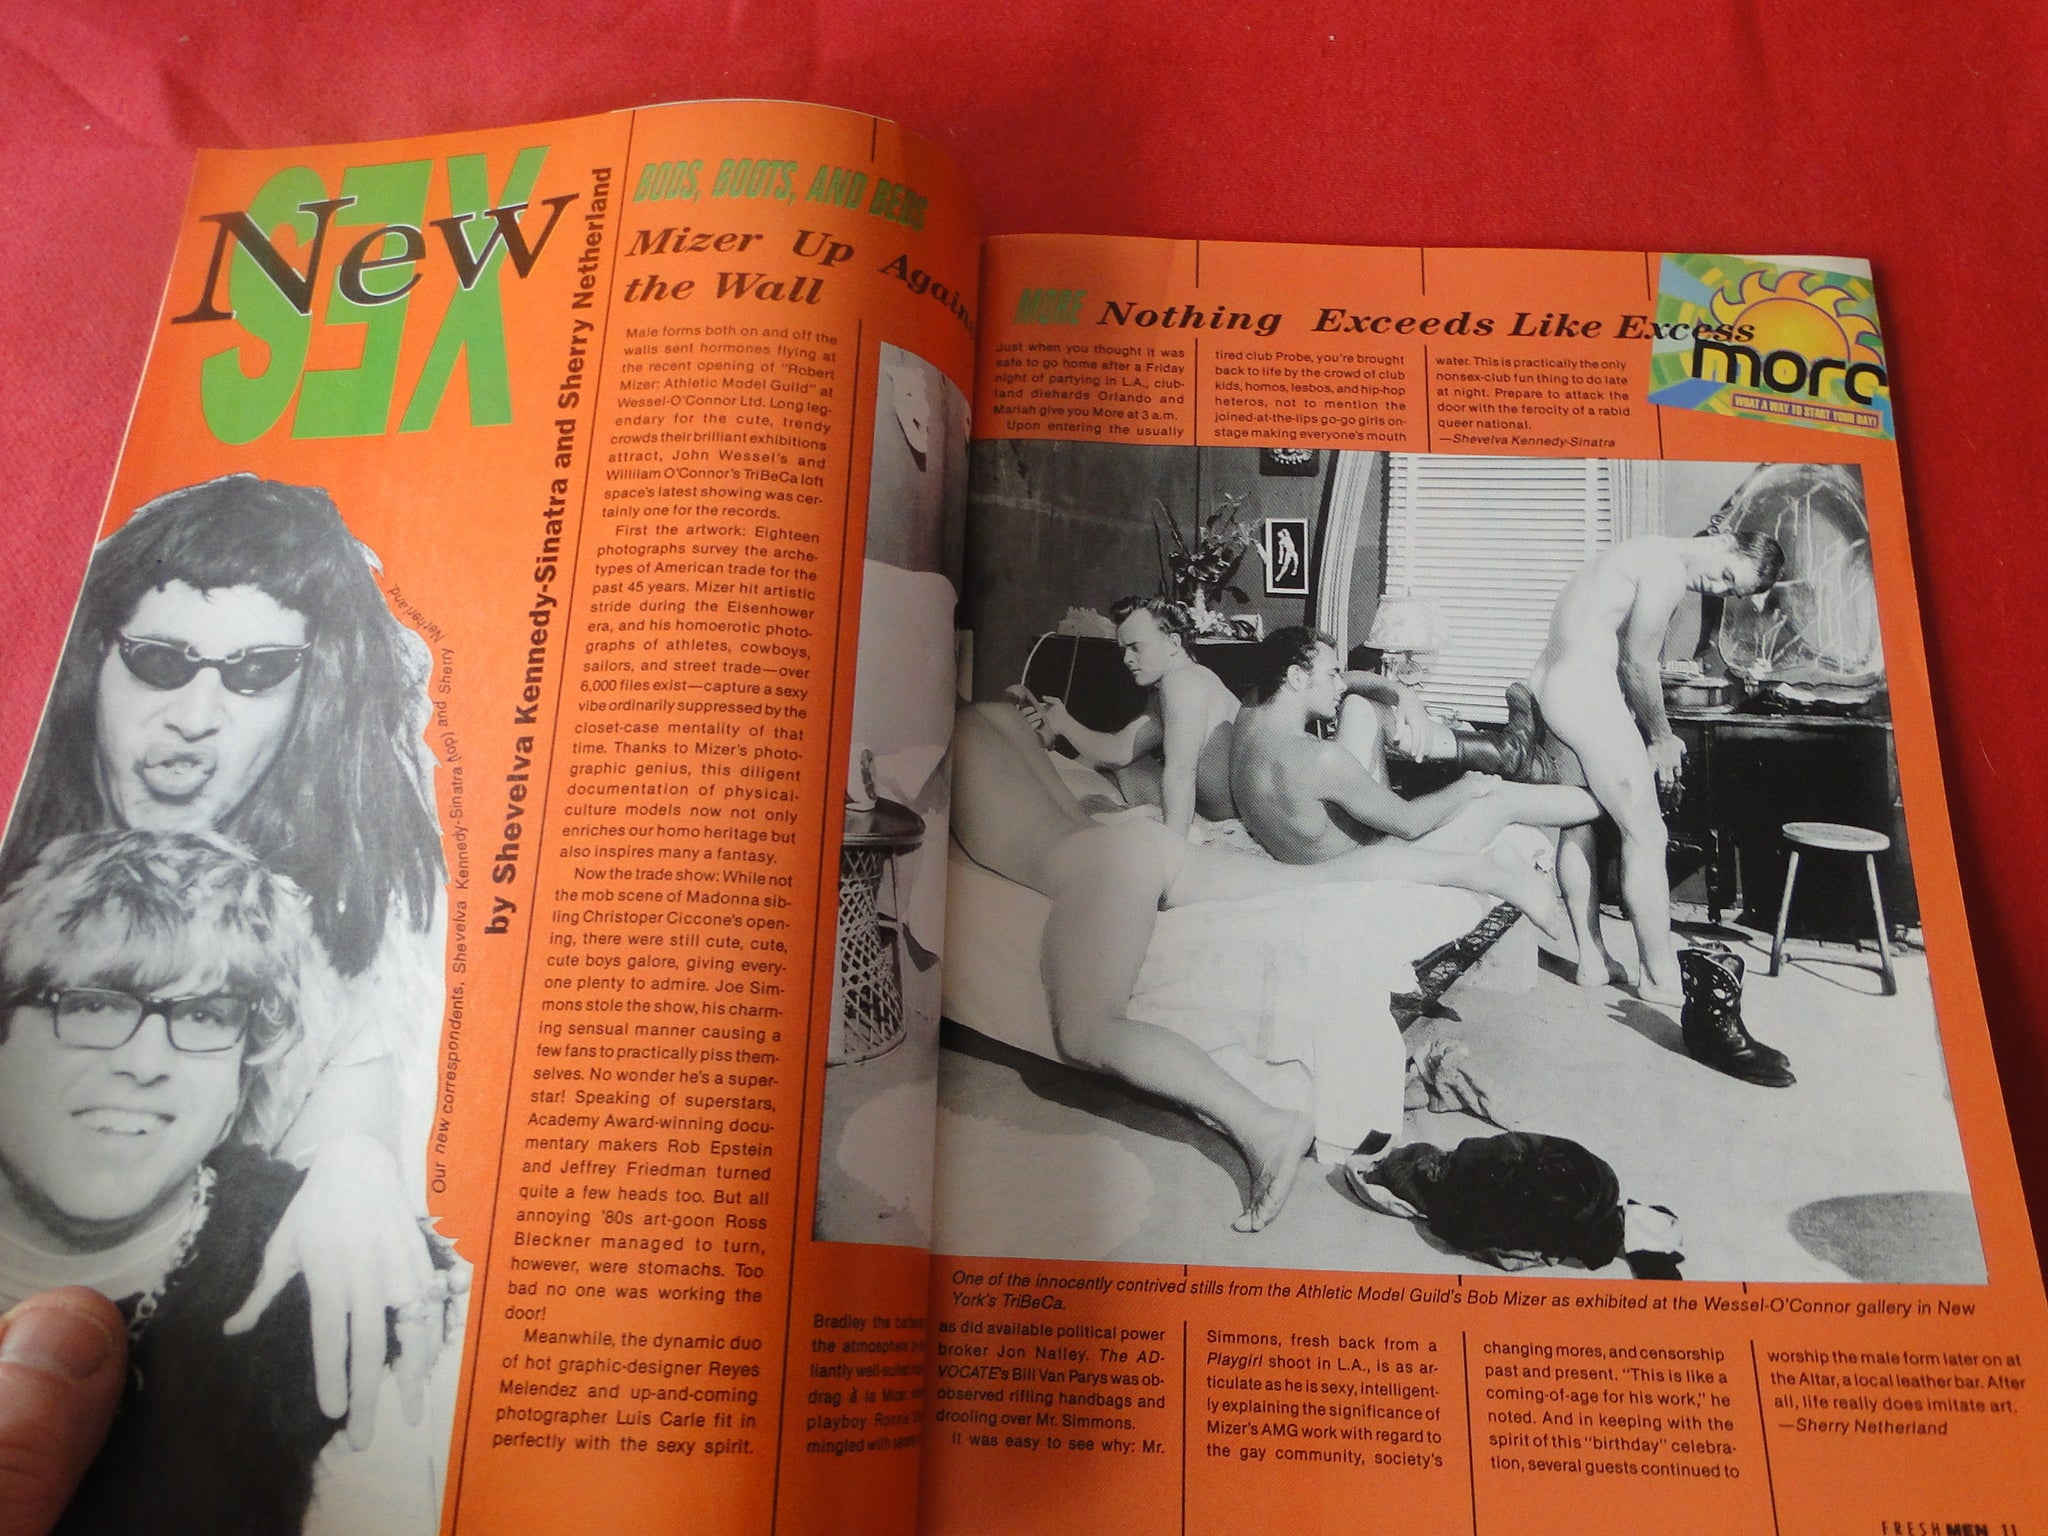 SEX
New
by Shevelva Kennedy-Sinatra and Sherry Netherland
Our new correspondents, Shevelva Kennedy-Sinatra (top) and Sherry Netherland.
BODS, BOOTS, AND BEDS
Mizer Up Against
the Wall
Male forms both on and off the
walls sent hormones flying at
the recent opening of "Robert
Mizer: Athletic Model Guild" at
Wessel-O'Connor Ltd. Long leg-
endary for the cute, trendy
crowds their brilliant exhibitions
attract, John Wessel's and
Willilam O'Connor's TriBeCa loft
space's latest showing was cer-
tainly one for the records.
First the artwork: Eighteen
photographs survey the arche-
types of American trade for the
past 45 years. Mizer hit artistic
stride during the Eisenhower
era, and his homoerotic photo-
graphs of athletes, cowboys,
sailors, and street trade—over
6,000 files exist—capture a sexy
vibe ordinarily suppressed by the
closet-case mentality of that
time. Thanks to Mizer's photo-
graphic genius, this diligent
documentation of physical-
culture models now not only
enriches our homo heritage but
also inspires many a fantasy.
Now the trade show: While not
the mob scene of Madonna sib-
ling Christoper Ciccone's open-
ing, there were still cute, cute,
cute boys galore, giving every-
one plenty to admire. Joe Sim-
mons stole the show, his charm-
ing sensual manner causing a
few fans to practically piss them-
selves. No wonder he's a super-
star! Speaking of superstars,
Academy Award-winning docu-
mentary makers Rob Epstein
and Jeffrey Friedman turned
quite a few heads too. But all
annoying '80s art-goon Ross
Bleckner managed to turn,
however, were stomachs. Too
bad no one was working the
door!
Meanwhile, the dynamic duo
of hot graphic-designer Reyes
Melendez and up-and-coming
photographer Luis Carle fit in
perfectly with the sexy spirit.
Bradley the
the atmosphere
liantly well-suited
drag à la Mizer
playboy Ronnie
mingled with
as did available political power
broker Jon Nalley. The AD-
VOCATE's Bill Van Parys was ob-
observed rifling handbags and
drooling over Mr. Simmons.
It was easy to see why: Mr.
Simmons, fresh back from a
Playgirl shoot in L.A., is as ar-
ticulate as he is sexy, intelligent-
ly explaining the significance of
Mizer's AMG work with regard to
the gay community, society's
changing mores, and censorship
past and present. "This is like a
coming-of-age for his work," he
noted. And in keeping with the
spirit of this "birthday" celebra-
tion, several guests continued to
worship the male form later on at
the Altar, a local leather bar. After
all, life really does imitate art.
—Sherry Netherland
MORE Nothing Exceeds Like Excess
Just when you thought it was
safe to go home after a Friday
night of partying in L.A., club-
land diehards Orlando and
Mariah give you More at 3 a.m.
Upon entering the usually
tired club Probe, you're brought
back to life by the crowd of club
kids, homos, lesbos, and hip-hop
heteros, not to mention the
joined-at-the-lips go-go girls on-
stage making everyone's mouth
water. This is practically the only
nonsex-club fun thing to do late
at night. Prepare to attack the
door with the ferocity of a rabid
queer national.
—Shevelva Kennedy-Sinatra
more
WHAT A WAY TO START YOUR DAY!
One of the innocently contrived stills from the Athletic Model Guild's Bob Mizer as exhibited at the Wessel-O'Connor gallery in New
York's TriBeCa.
FRESHMEN 11